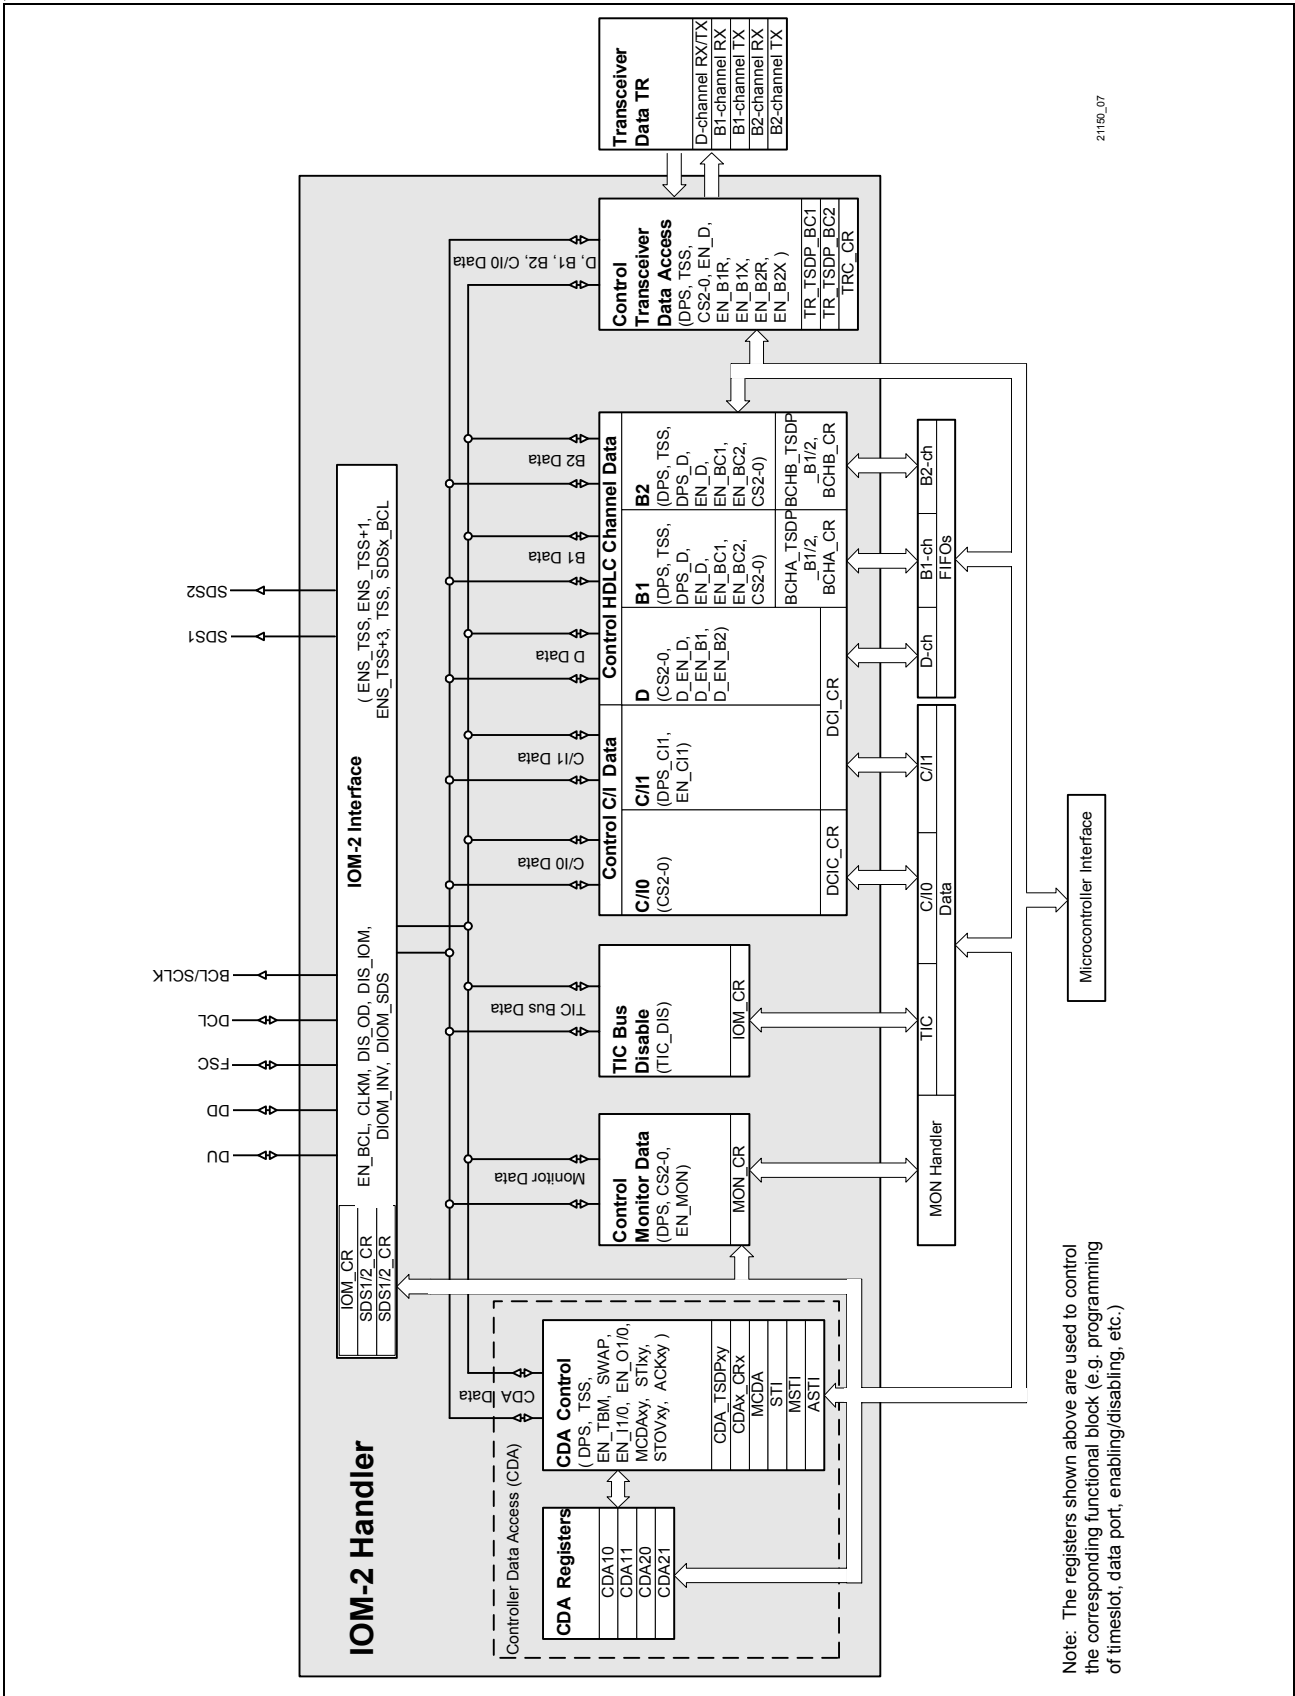 IOM-2 Handler
DU
DD
FSC
DCL
BCL/SCLK
SDS1
SDS2
IOM_CR
SDS1/2_CR
SDS1/2_CR
IOM-2 Interface
EN_BCL, CLKM, DIS_OD, DIS_IOM,
DIOM_INV, DIOM_SDS
( ENS_TSS, ENS_TSS+1,
ENS_TSS+3, TSS, SDSx_BCL
Controller Data Access (CDA)
CDA Registers
CDA10
CDA11
CDA20
CDA21
CDA Data
CDA Control
( DPS, TSS,
EN_TBM, SWAP,
EN_I1/0, EN_O1/0,
MCDAxy, STIxy,
STOVxy, ACKxy )
CDA_TSDPxy
CDAx_CRx
MCDA
STI
MSTI
ASTI
Monitor Data
Control
Monitor Data
(DPS, CS2-0,
EN_MON)
MON_CR
TIC Bus Data
TIC Bus
Disable
(TIC_DIS)
IOM_CR
C/I0 Data
C/I1 Data
D Data
B1 Data
B2 Data
Control C/I Data
Control HDLC Channel Data
C/I0
(CS2-0)
DCIC_CR
C/I1
(DPS_CI1,
EN_CI1)
D
(CS2-0,
D_EN_D,
D_EN_B1,
D_EN_B2)
DCI_CR
B1
(DPS, TSS,
DPS_D,
EN_D,
EN_BC1,
EN_BC2,
CS2-0)
BCHA_TSDP
_B1/2,
BCHA_CR
B2
(DPS, TSS,
DPS_D,
EN_D,
EN_BC1,
EN_BC2,
CS2-0)
BCHB_TSDP
_B1/2,
BCHB_CR
D, B1, B2, C/I0 Data
Control
Transceiver
Data Access
(DPS, TSS,
CS2-0, EN_D,
EN_B1R,
EN_B1X,
EN_B2R,
EN_B2X )
TR_TSDP_BC1
TR_TSDP_BC2
TRC_CR
Transceiver
Data TR
D-channel RX/TX
B1-channel RX
B1-channel TX
B2-channel RX
B2-channel TX
MON Handler
TIC
C/I0
C/I1
Data
D-ch
B1-ch
B2-ch
FIFOs
Microcontroller Interface
Note: The registers shown above are used to control
the corresponding functional block (e.g. programming
of timeslot, data port, enabling/disabling, etc.)
21150_07